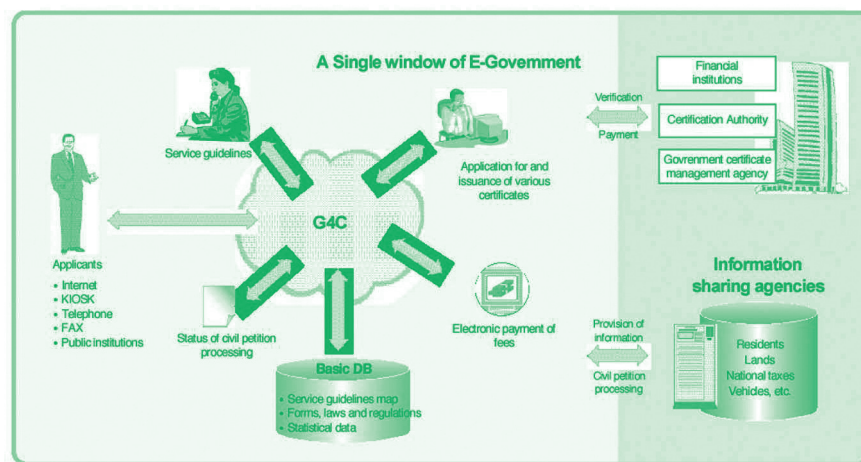 A Single window of E-Government
Service guidelines
Application for and
issuance of various
certificates
G4C
Applicants
• Internet
• KIOSK
• Telephone
• FAX
• Public institutions
Status of civil petition
processing
Electronic payment of
fees
Basic DB
• Service guidelines map
• Forms, laws and regulations
• Statistical data
Verification
Payment
Financial
institutions
Certification Authority
Govrenment certificate
management agency
Information
sharing agencies
Provision of
information
Civil petition
processing
Residents
Lands
National taxes
Vehicles, etc.